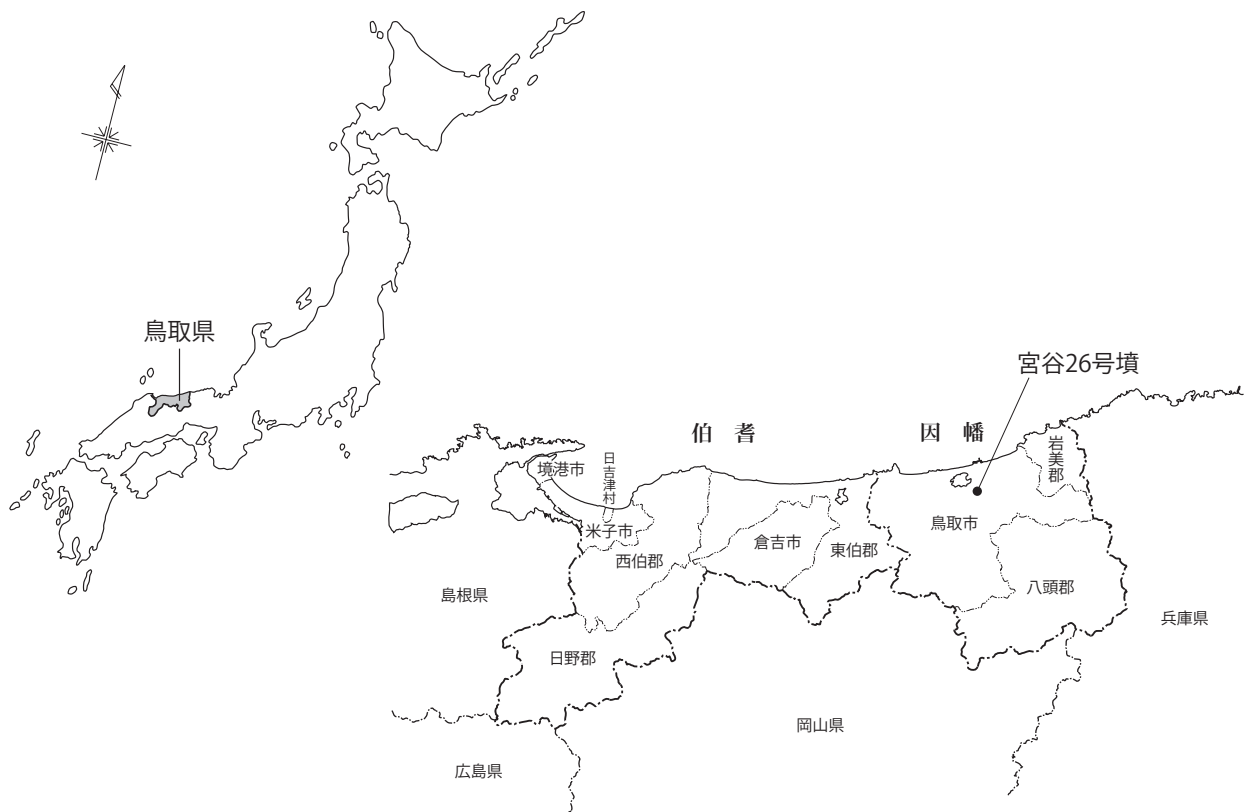 鳥取県
宮谷26号墳
伯耆
因幡
境港市
日吉津村
岩美郡
米子市
鳥取市
西伯郡
倉吉市
東伯郡
八頭郡
島根県
兵庫県
日野郡
岡山県
広島県